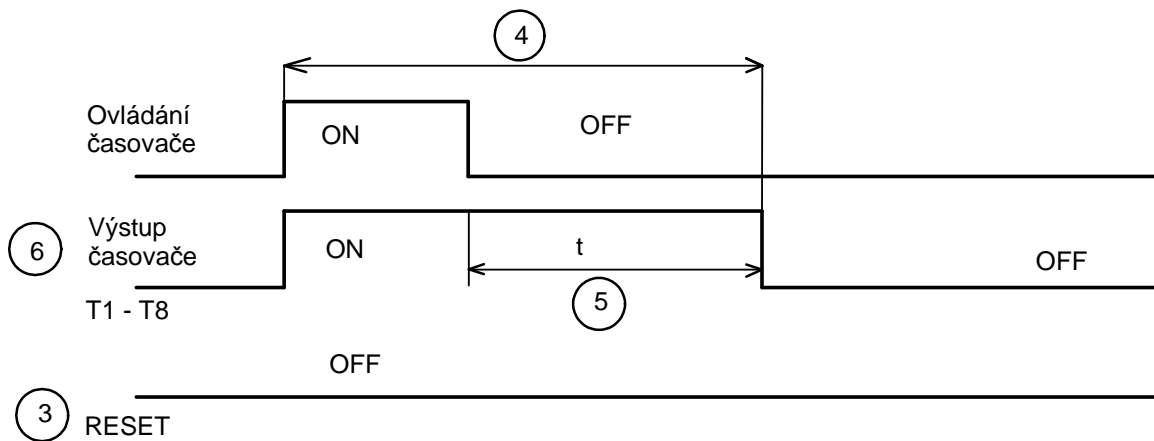 4
Ovládání
časovače
ON
OFF
6
Výstup
časovače
ON
t
OFF
5
T1 - T8
OFF
3
RESET